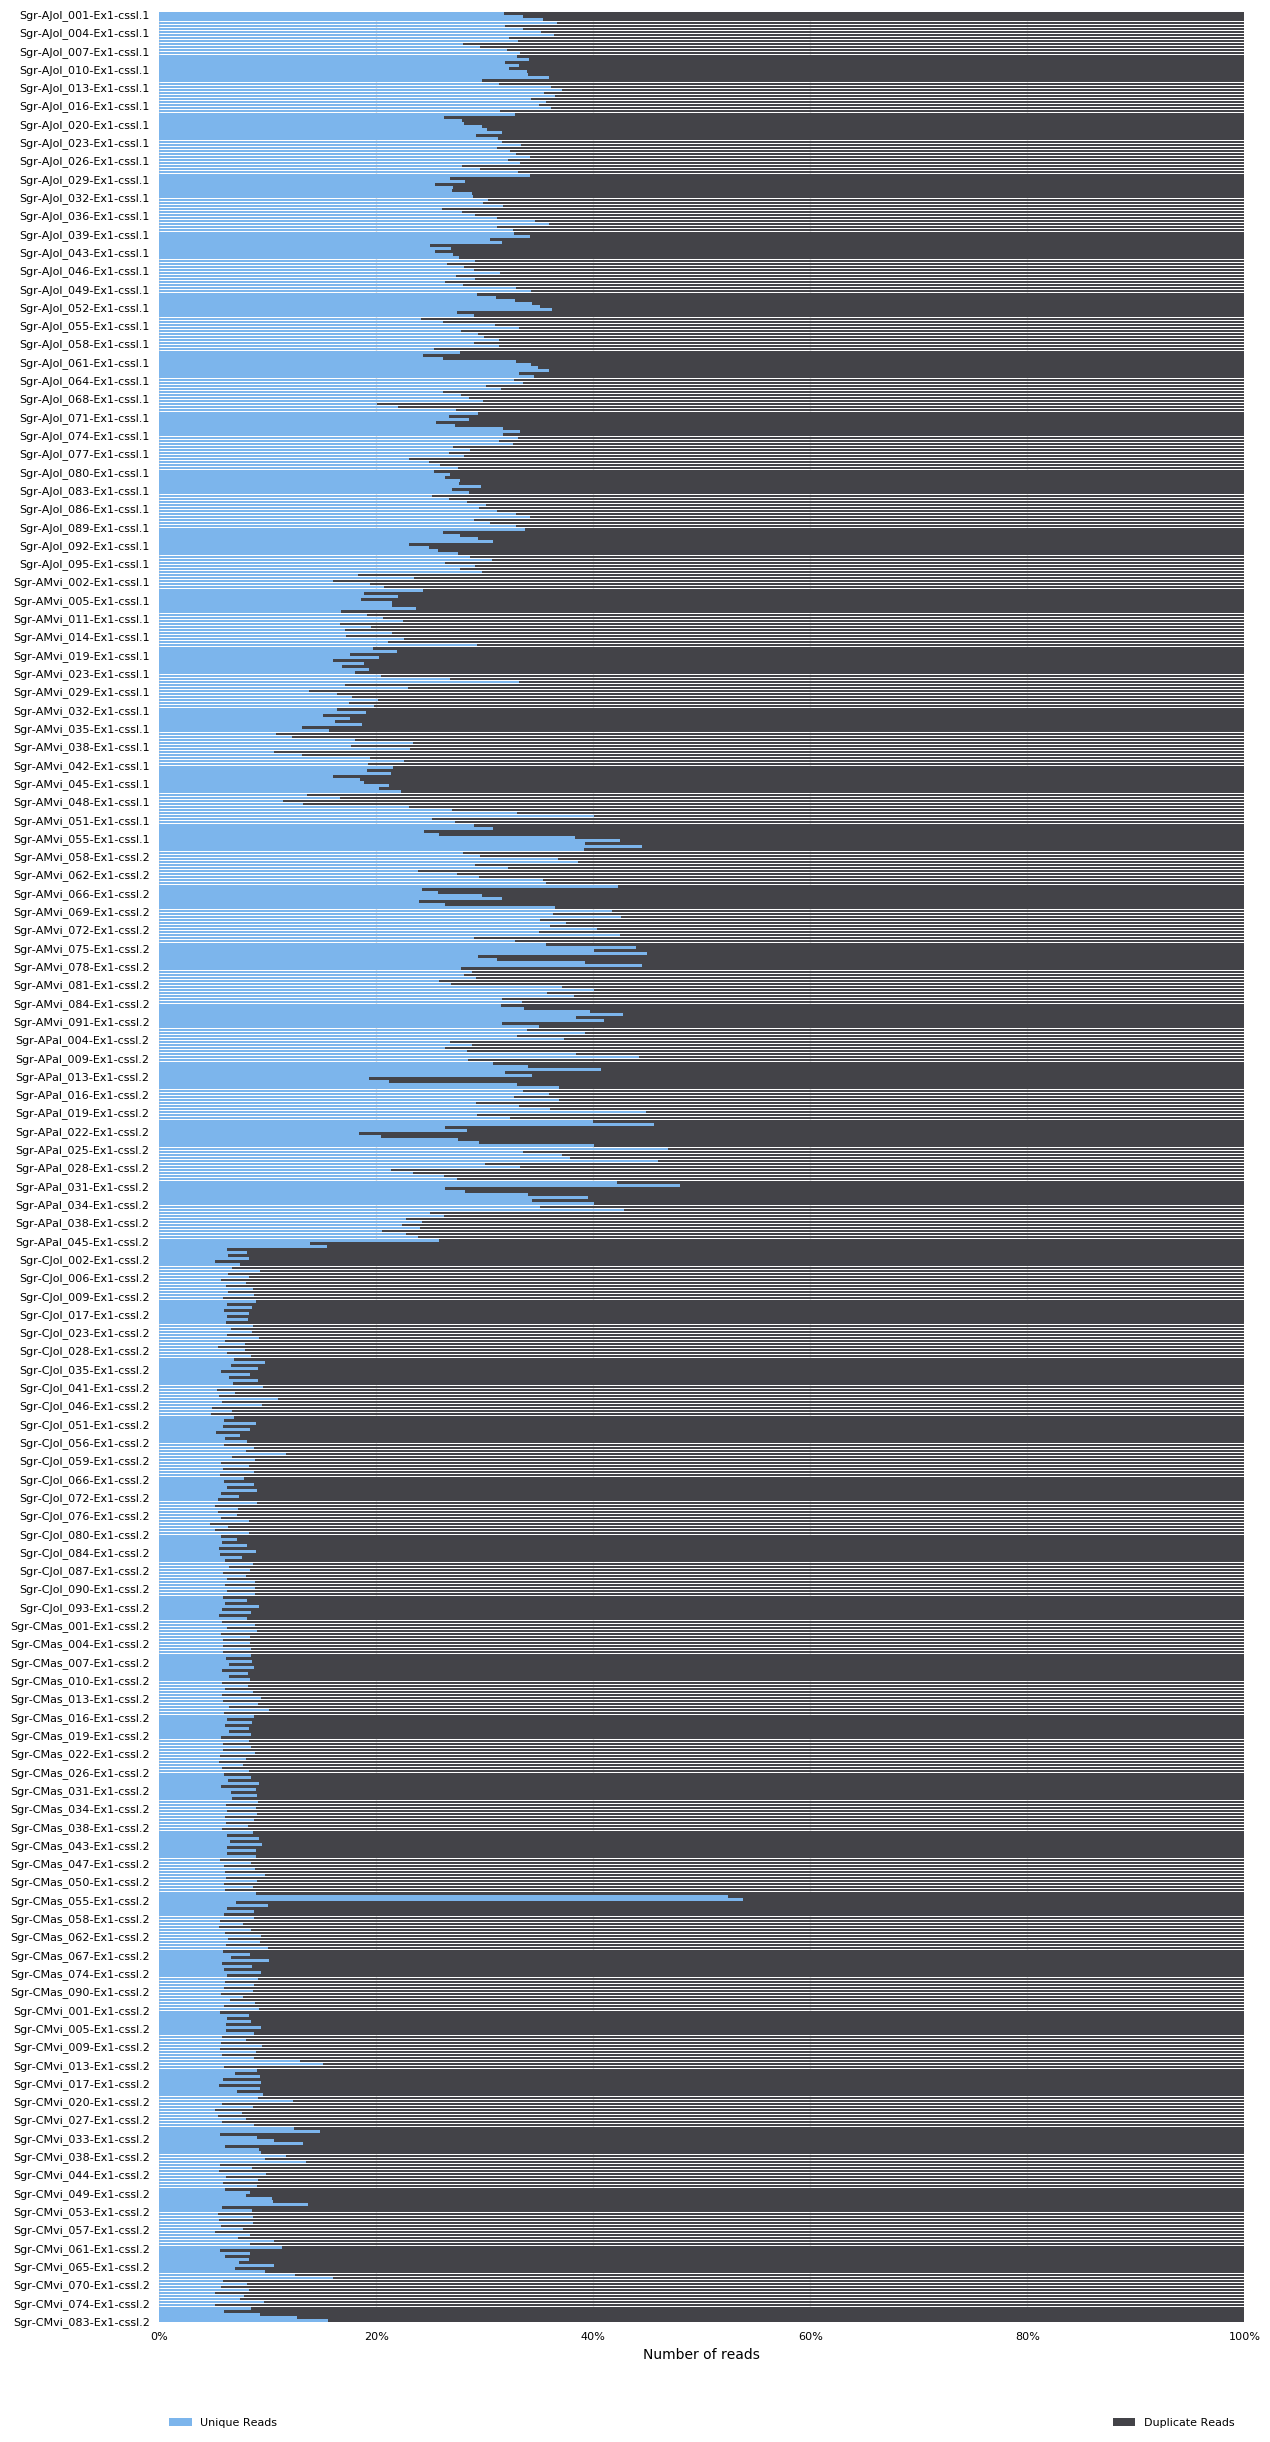 Sgr-AJol_001-Ex1-cssl.1
Sgr-AJol_004-Ex1-cssl.1
Sgr-AJol_007-Ex1-cssl.1
Sgr-AJol_010-Ex1-cssl.1
Sgr-AJol_013-Ex1-cssl.1
Sgr-AJol_016-Ex1-cssl.1
Sgr-AJol_020-Ex1-cssl.1
Sgr-AJol_023-Ex1-cssl.1
Sgr-AJol_026-Ex1-cssl.1
Sgr-AJol_029-Ex1-cssl.1
Sgr-AJol_032-Ex1-cssl.1
Sgr-AJol_036-Ex1-cssl.1
Sgr-AJol_039-Ex1-cssl.1
Sgr-AJol_043-Ex1-cssl.1
Sgr-AJol_046-Ex1-cssl.1
Sgr-AJol_049-Ex1-cssl.1
Sgr-AJol_052-Ex1-cssl.1
Sgr-AJol_055-Ex1-cssl.1
Sgr-AJol_058-Ex1-cssl.1
Sgr-AJol_061-Ex1-cssl.1
Sgr-AJol_064-Ex1-cssl.1
Sgr-AJol_068-Ex1-cssl.1
Sgr-AJol_071-Ex1-cssl.1
Sgr-AJol_074-Ex1-cssl.1
Sgr-AJol_077-Ex1-cssl.1
Sgr-AJol_080-Ex1-cssl.1
Sgr-AJol_083-Ex1-cssl.1
Sgr-AJol_086-Ex1-cssl.1
Sgr-AJol_089-Ex1-cssl.1
Sgr-AJol_092-Ex1-cssl.1
Sgr-AJol_095-Ex1-cssl.1
Sgr-AMvi_002-Ex1-cssl.1
Sgr-AMvi_005-Ex1-cssl.1
Sgr-AMvi_011-Ex1-cssl.1
Sgr-AMvi_014-Ex1-cssl.1
Sgr-AMvi_019-Ex1-cssl.1
Sgr-AMvi_023-Ex1-cssl.1
Sgr-AMvi_029-Ex1-cssl.1
Sgr-AMvi_032-Ex1-cssl.1
Sgr-AMvi_035-Ex1-cssl.1
Sgr-AMvi_038-Ex1-cssl.1
Sgr-AMvi_042-Ex1-cssl.1
Sgr-AMvi_045-Ex1-cssl.1
Sgr-AMvi_048-Ex1-cssl.1
Sgr-AMvi_051-Ex1-cssl.1
Sgr-AMvi_055-Ex1-cssl.1
Sgr-AMvi_058-Ex1-cssl.2
Sgr-AMvi_062-Ex1-cssl.2
Sgr-AMvi_066-Ex1-cssl.2
Sgr-AMvi_069-Ex1-cssl.2
Sgr-AMvi_072-Ex1-cssl.2
Sgr-AMvi_075-Ex1-cssl.2
Sgr-AMvi_078-Ex1-cssl.2
Sgr-AMvi_081-Ex1-cssl.2
Sgr-AMvi_084-Ex1-cssl.2
Sgr-AMvi_091-Ex1-cssl.2
Sgr-APal_004-Ex1-cssl.2
Sgr-APal_009-Ex1-cssl.2
Sgr-APal_013-Ex1-cssl.2
Sgr-APal_016-Ex1-cssl.2
Sgr-APal_019-Ex1-cssl.2
Sgr-APal_022-Ex1-cssl.2
Sgr-APal_025-Ex1-cssl.2
Sgr-APal_028-Ex1-cssl.2
Sgr-APal_031-Ex1-cssl.2
Sgr-APal_034-Ex1-cssl.2
Sgr-APal_038-Ex1-cssl.2
Sgr-APal_045-Ex1-cssl.2
Sgr-CJol_002-Ex1-cssl.2
Sgr-CJol_006-Ex1-cssl.2
Sgr-CJol_009-Ex1-cssl.2
Sgr-CJol_017-Ex1-cssl.2
Sgr-CJol_023-Ex1-cssl.2
Sgr-CJol_028-Ex1-cssl.2
Sgr-CJol_035-Ex1-cssl.2
Sgr-CJol_041-Ex1-cssl.2
Sgr-CJol_046-Ex1-cssl.2
Sgr-CJol_051-Ex1-cssl.2
Sgr-CJol_056-Ex1-cssl.2
Sgr-CJol_059-Ex1-cssl.2
Sgr-CJol_066-Ex1-cssl.2
Sgr-CJol_072-Ex1-cssl.2
Sgr-CJol_076-Ex1-cssl.2
Sgr-CJol_080-Ex1-cssl.2
Sgr-CJol_084-Ex1-cssl.2
Sgr-CJol_087-Ex1-cssl.2
Sgr-CJol_090-Ex1-cssl.2
Sgr-CJol_093-Ex1-cssl.2
Sgr-CMas_001-Ex1-cssl.2
Sgr-CMas_004-Ex1-cssl.2
Sgr-CMas_007-Ex1-cssl.2
Sgr-CMas_010-Ex1-cssl.2
Sgr-CMas_013-Ex1-cssl.2
Sgr-CMas_016-Ex1-cssl.2
Sgr-CMas_019-Ex1-cssl.2
Sgr-CMas_022-Ex1-cssl.2
Sgr-CMas_026-Ex1-cssl.2
Sgr-CMas_031-Ex1-cssl.2
Sgr-CMas_034-Ex1-cssl.2
Sgr-CMas_038-Ex1-cssl.2
Sgr-CMas_043-Ex1-cssl.2
Sgr-CMas_047-Ex1-cssl.2
Sgr-CMas_050-Ex1-cssl.2
Sgr-CMas_055-Ex1-cssl.2
Sgr-CMas_058-Ex1-cssl.2
Sgr-CMas_062-Ex1-cssl.2
Sgr-CMas_067-Ex1-cssl.2
Sgr-CMas_074-Ex1-cssl.2
Sgr-CMas_090-Ex1-cssl.2
Sgr-CMvi_001-Ex1-cssl.2
Sgr-CMvi_005-Ex1-cssl.2
Sgr-CMvi_009-Ex1-cssl.2
Sgr-CMvi_013-Ex1-cssl.2
Sgr-CMvi_017-Ex1-cssl.2
Sgr-CMvi_020-Ex1-cssl.2
Sgr-CMvi_027-Ex1-cssl.2
Sgr-CMvi_033-Ex1-cssl.2
Sgr-CMvi_038-Ex1-cssl.2
Sgr-CMvi_044-Ex1-cssl.2
Sgr-CMvi_049-Ex1-cssl.2
Sgr-CMvi_053-Ex1-cssl.2
Sgr-CMvi_057-Ex1-cssl.2
Sgr-CMvi_061-Ex1-cssl.2
Sgr-CMvi_065-Ex1-cssl.2
Sgr-CMvi_070-Ex1-cssl.2
Sgr-CMvi_074-Ex1-cssl.2
Sgr-CMvi_083-Ex1-cssl.2
0% 20% 40% 60% 80% 100%
Number of reads
Unique Reads Duplicate Reads